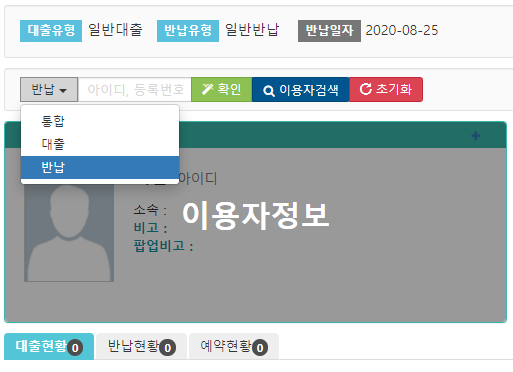 대출유형 일반대출 반납유형 일반반납 반납일자 2020-08-25
반납 아이디, 등록번호 확인 이용자검색 초기화
통합
대출
반납
아이디
소속 :
이용자정보
비고 :
팝업비고 :
대출현황 0 반납현황 0 예약현황 0